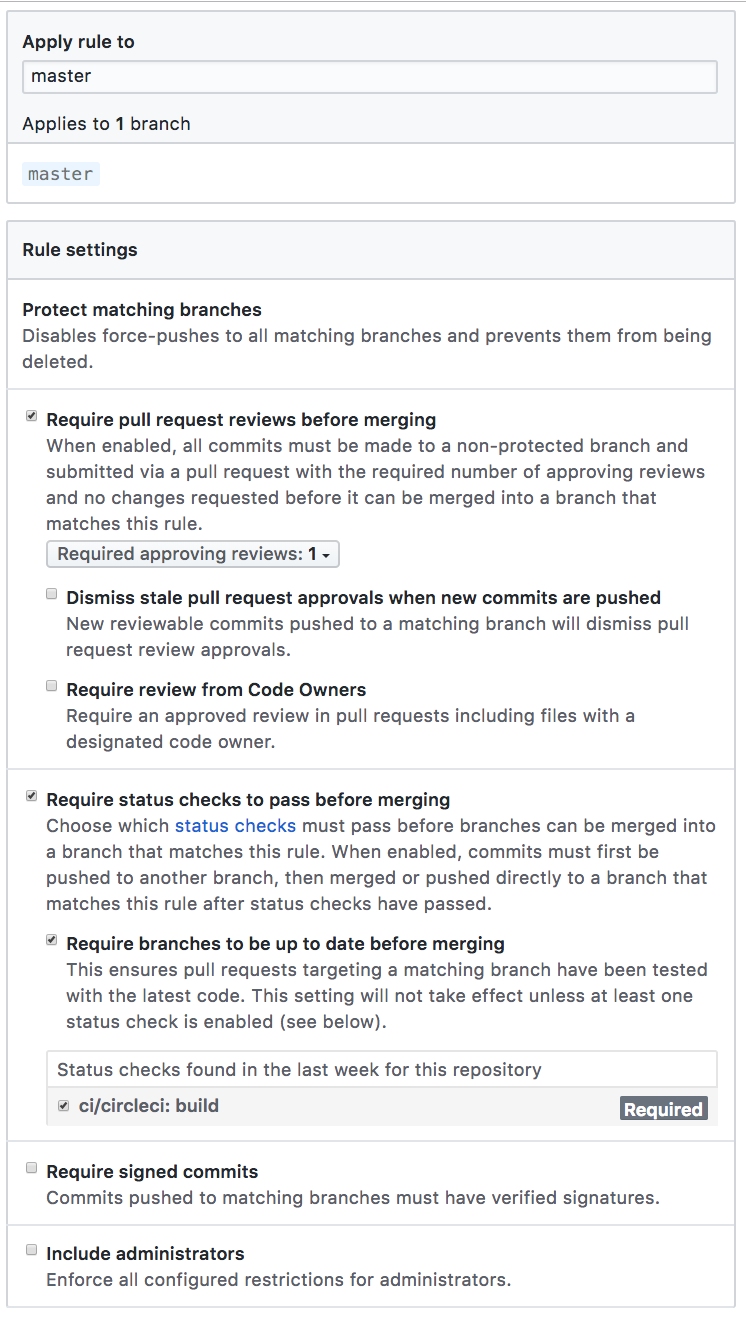 Apply rule to
master
Applies to 1 branch
master
Rule settings
Protect matching branches
Disables force-pushes to all matching branches and prevents them from being
deleted.
Require pull request reviews before merging
When enabled, all commits must be made to a non-protected branch and
submitted via a pull request with the required number of approving reviews
and no changes requested before it can be merged into a branch that
matches this rule.
Required approving reviews: 1
Dismiss stale pull request approvals when new commits are pushed
New reviewable commits pushed to a matching branch will dismiss pull
request review approvals.
Require review from Code Owners
Require an approved review in pull requests including files with a
designated code owner.
Require status checks to pass before merging
Choose which status checks must pass before branches can be merged into
a branch that matches this rule. When enabled, commits must first be
pushed to another branch, then merged or pushed directly to a branch that
matches this rule after status checks have passed.
Require branches to be up to date before merging
This ensures pull requests targeting a matching branch have been tested
with the latest code. This setting will not take effect unless at least one
status check is enabled (see below).
Status checks found in the last week for this repository
ci/circleci: build Required
Require signed commits
Commits pushed to matching branches must have verified signatures.
Include administrators
Enforce all configured restrictions for administrators.